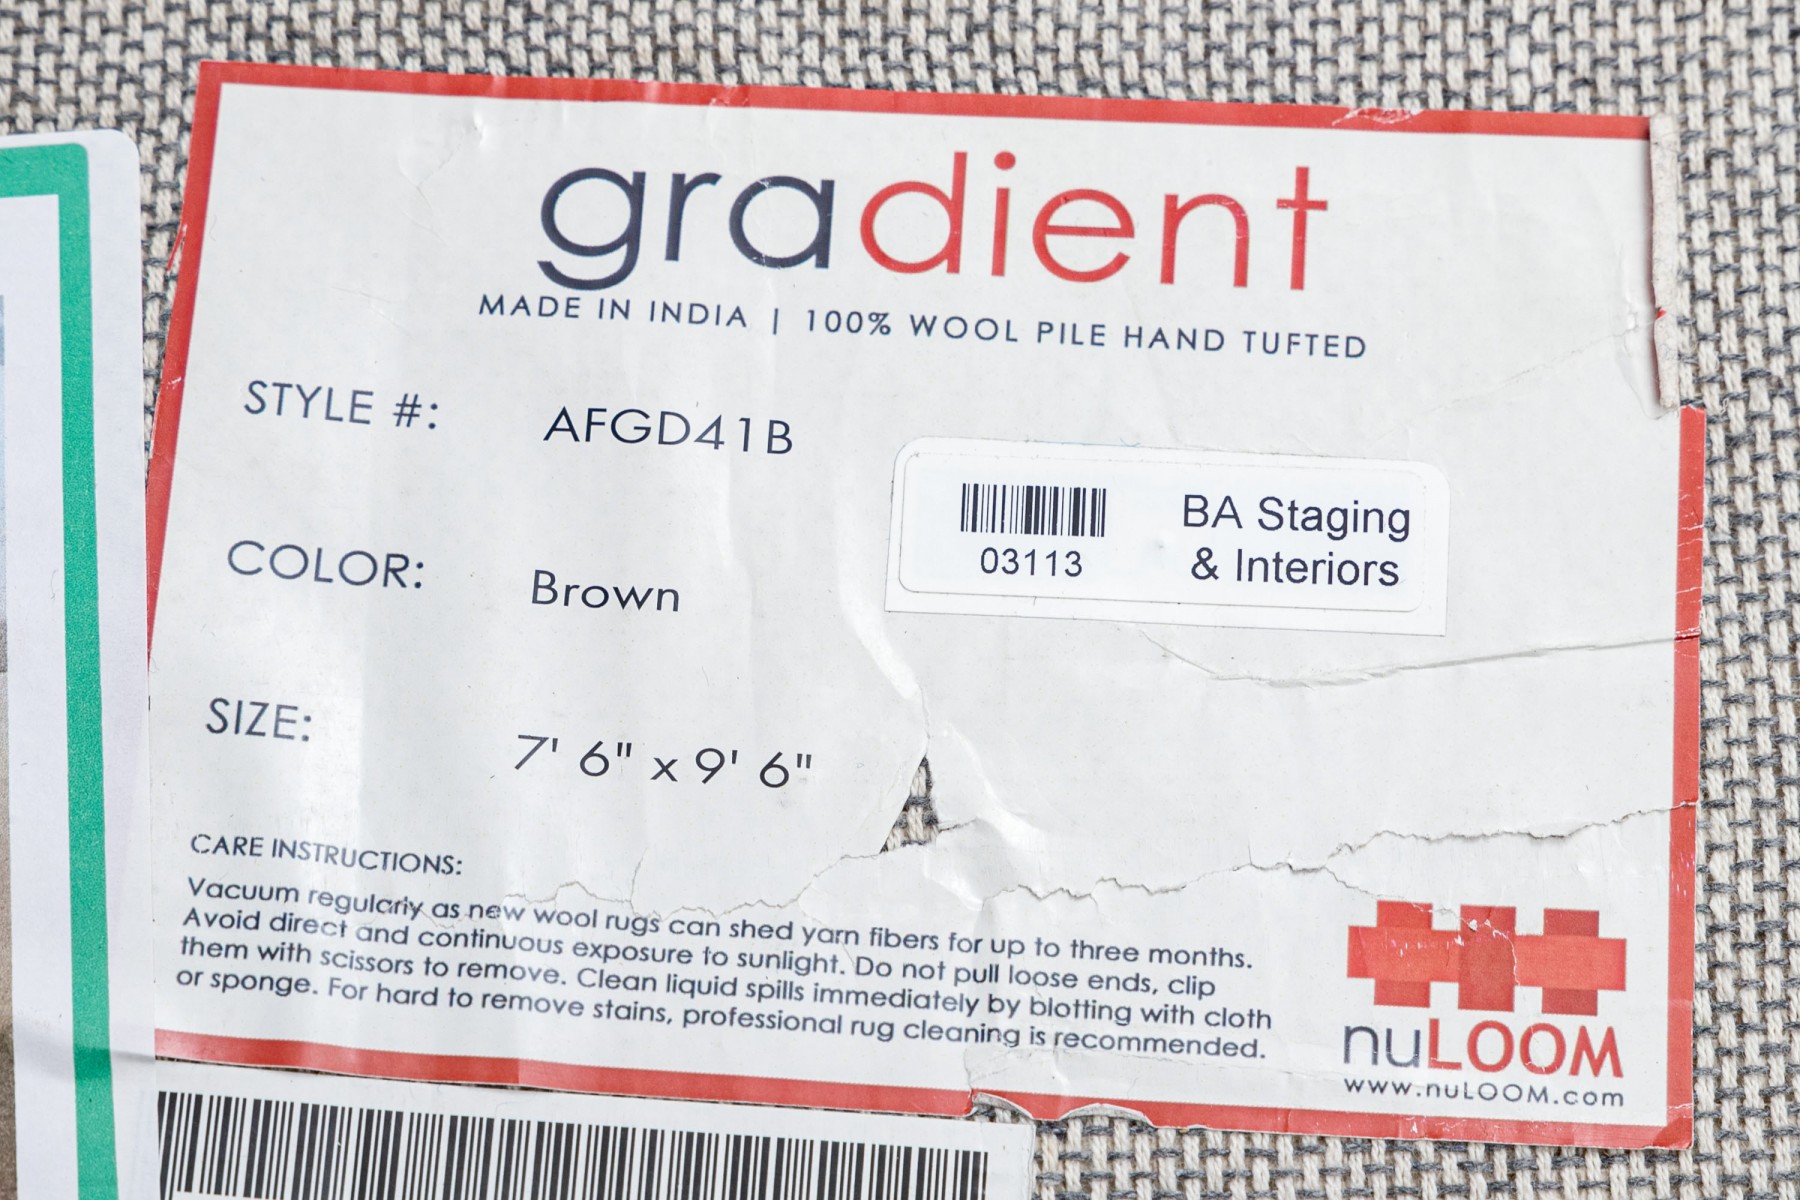 gradient
MADE IN INDIA | 100% WOOL PILE HAND TUFTED
STYLE #: AFGD41B
COLOR: Brown
SIZE: 7' 6" x 9' 6"
03113
BA Staging
& Interiors
CARE INSTRUCTIONS:
Vacuum regularly as new wool rugs can shed yarn fibers for up to three months.
Avoid direct and continuous exposure to sunlight. Do not pull loose ends, clip
them with scissors to remove. Clean liquid spills immediately by blotting with cloth
or sponge. For hard to remove stains, professional rug cleaning is recommended.
nuLOOM
www.nuLOOM.com